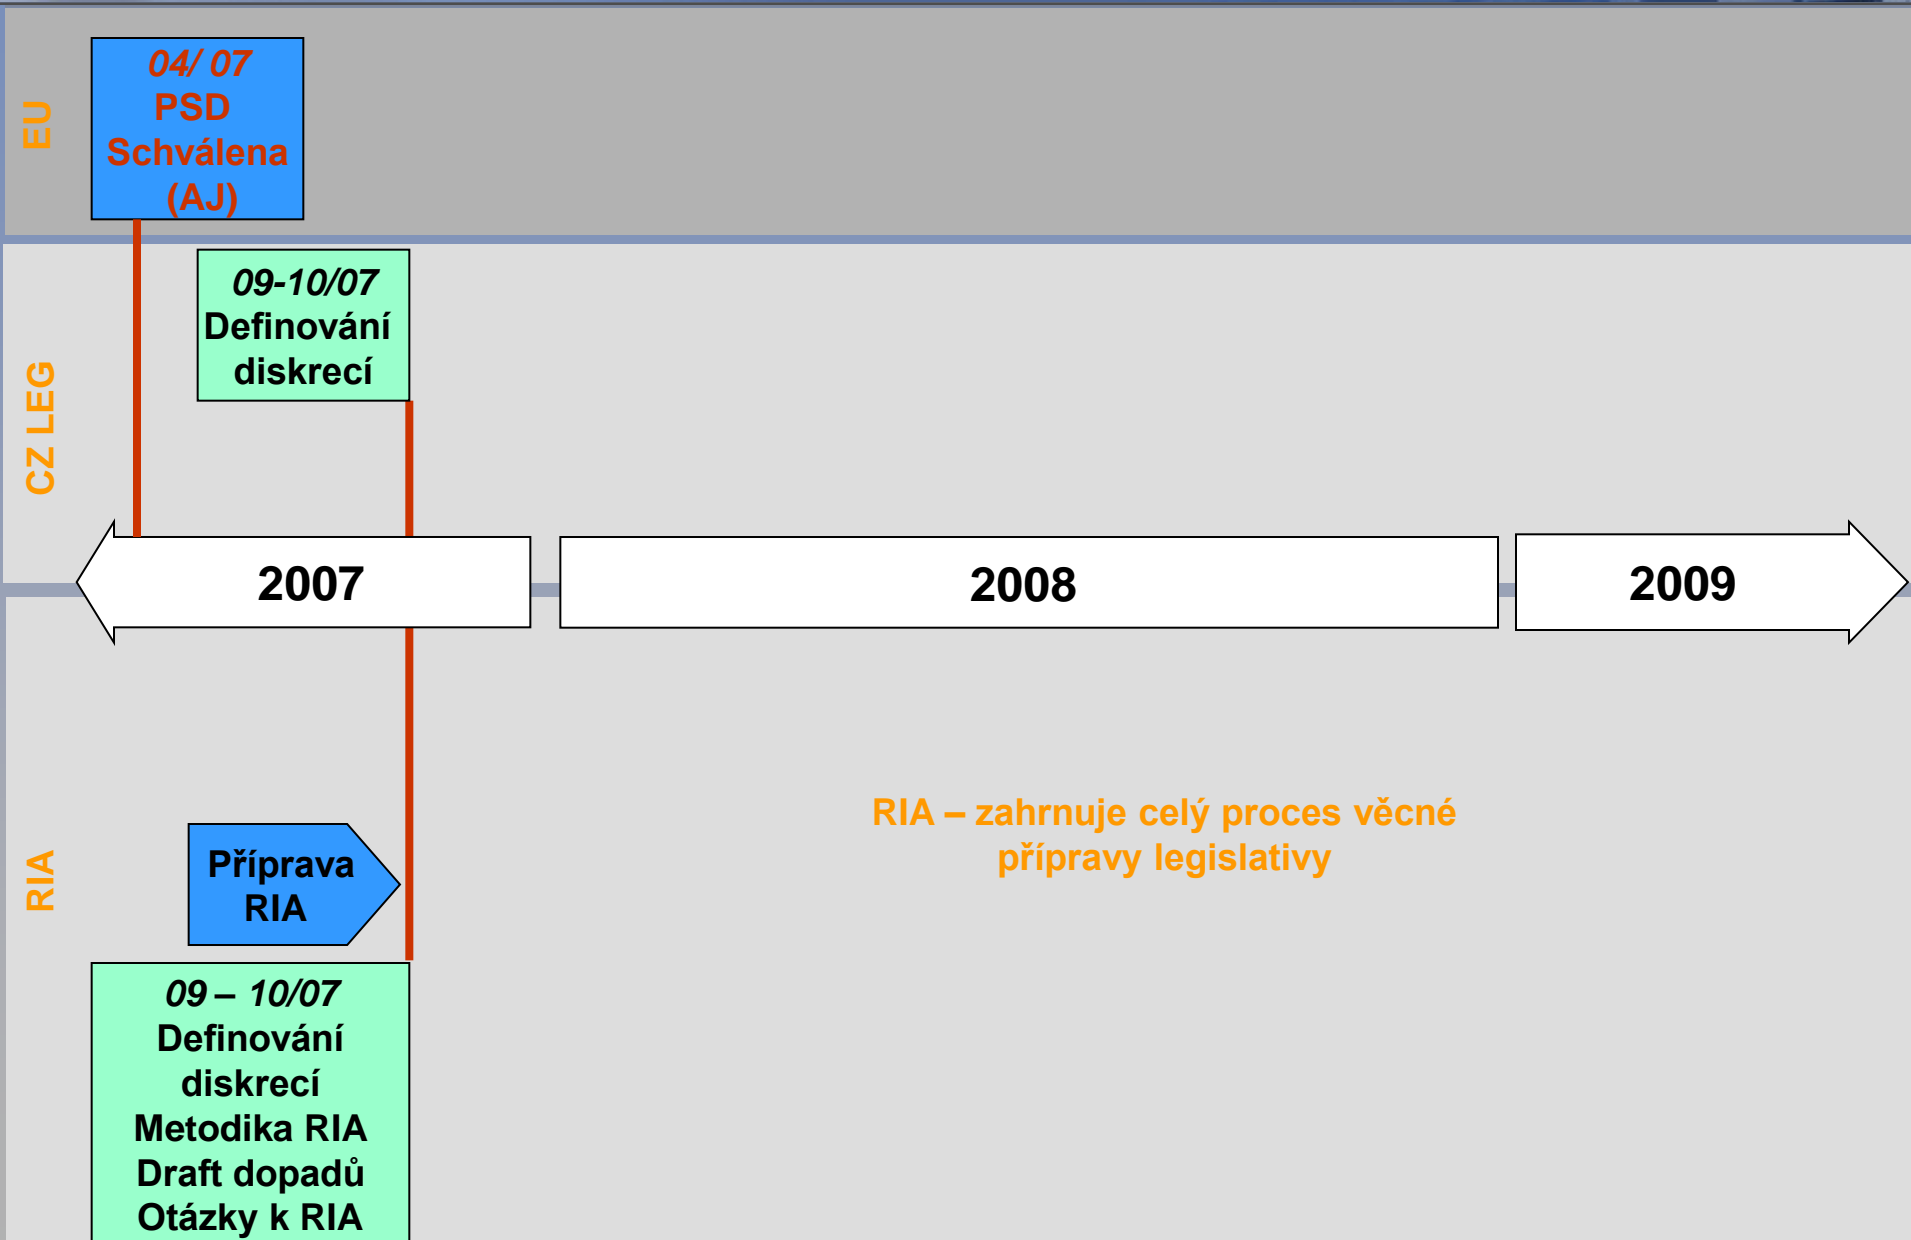 EU
04/ 07
PSD
Schválena
(AJ)
CZ LEG
09-10/07
Definování
diskrecí
2007
2008
2009
RIA
Příprava
RIA
RIA – zahrnuje celý proces věcné
přípravy legislativy
09 – 10/07
Definování
diskrecí
Metodika RIA
Draft dopadů
Otázky k RIA